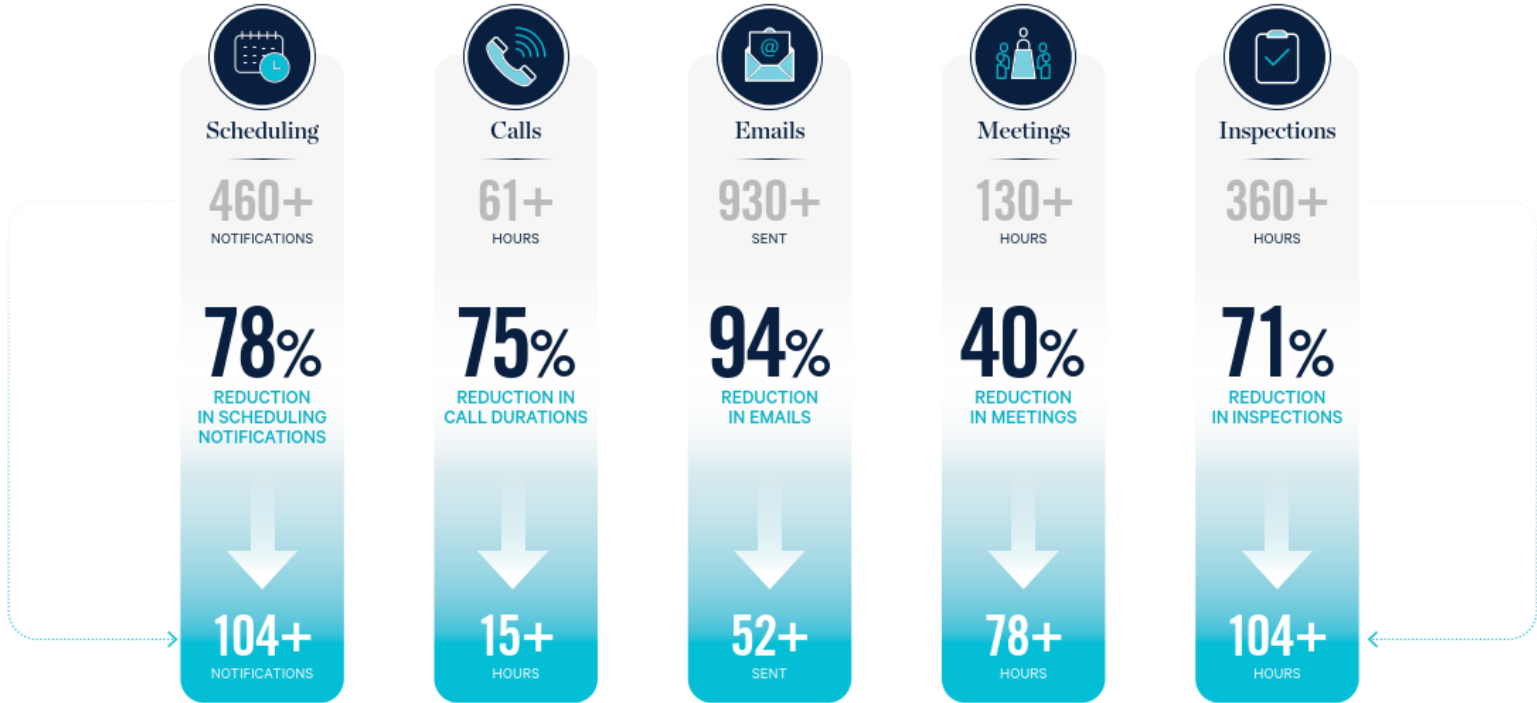 @
Scheduling
460+
NOTIFICATIONS
78%
REDUCTION
IN SCHEDULING
NOTIFICATIONS
104+
NOTIFICATIONS
Calls
61+
HOURS
75%
REDUCTION IN
CALL DURATIONS
15+
HOURS
Emails
930+
SENT
94%
REDUCTION
IN EMAILS
52+
SENT
Meetings
130+
HOURS
40%
REDUCTION
IN MEETINGS
78+
HOURS
Inspections
360+
HOURS
71%
REDUCTION
IN INSPECTIONS
104+
HOURS